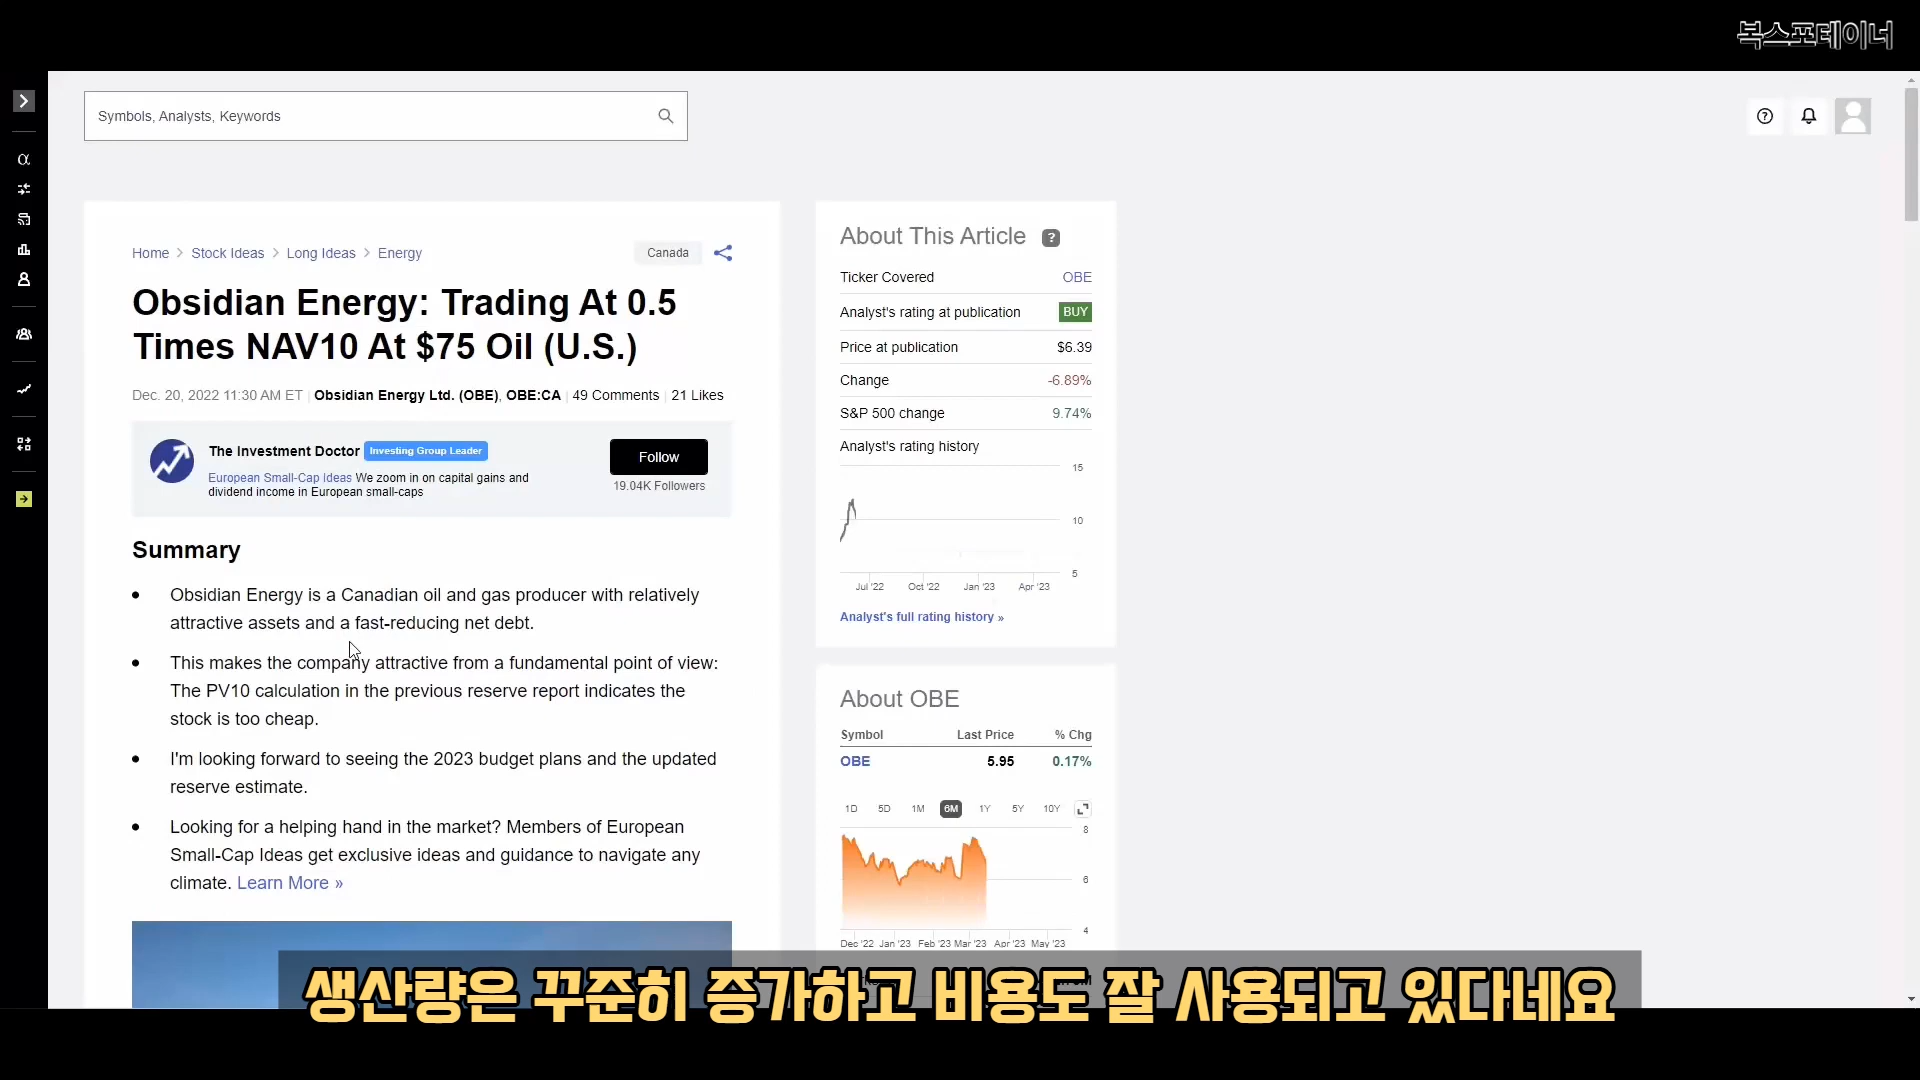 복스포테이너
Symbols, Analysts, Keywords
Home > Stock Ideas > Long Ideas > Energy
Canada
Obsidian Energy: Trading At 0.5
Times NAV10 At $75 Oil (U.S.)
Dec. 20, 2022 11:30 AM ET | Obsidian Energy Ltd. (OBE), OBE:CA | 49 Comments | 21 Likes
The Investment Doctor Investing Group Leader
European Small-Cap Ideas We zoom in on capital gains and
dividend income in European small-caps
Follow
19.04K Followers
Summary
• Obsidian Energy is a Canadian oil and gas producer with relatively
attractive assets and a fast-reducing net debt.
• This makes the company attractive from a fundamental point of view:
The PV10 calculation in the previous reserve report indicates the
stock is too cheap.
• I'm looking forward to seeing the 2023 budget plans and the updated
reserve estimate.
• Looking for a helping hand in the market? Members of European
Small-Cap Ideas get exclusive ideas and guidance to navigate any
climate. Learn More »
About This Article ?
Ticker Covered OBE
Analyst's rating at publication BUY
Price at publication $6.39
Change -6.89%
S&P 500 change 9.74%
Analyst's rating history
15
10
5
Jul '22 Oct '22 Jan '23 Apr '23
Analyst's full rating history »
About OBE
Symbol Last Price % Chg
OBE 5.95 0.17%
1D 5D 1M 6M 1Y 5Y 10Y
8
6
4
Dec '22 Jan '23 Feb '23 Mar '23 Apr '23 May '23
생산량은 꾸준히 증가하고 비용도 잘 사용되고 있다네요